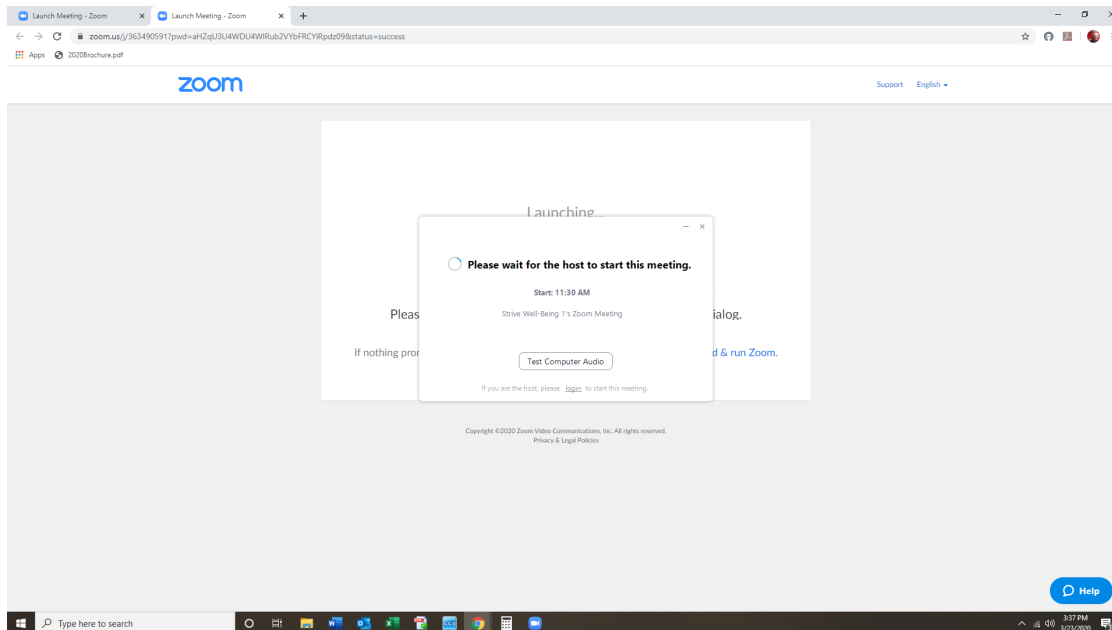 Launch Meeting - Zoom
Launch Meeting - Zoom
zoom.us/j/363490591?pwd=aHZqU3U4WDU4WlRub2VYbFRCYlRpdz09&status=success
Apps
2020Brochure.pdf
zoom
Support
English
Launching...
Please wait for the host to start this meeting.
Start: 11:30 AM
Strive Well-Being 1's Zoom Meeting
Pleas
ialog.
If nothing pror
d & run Zoom.
Test Computer Audio
If you are the host, please login to start this meeting.
Copyright ©2020 Zoom Video Communications, Inc. All rights reserved.
Privacy & Legal Policies
Help
Type here to search
3:37 PM
3/23/2020